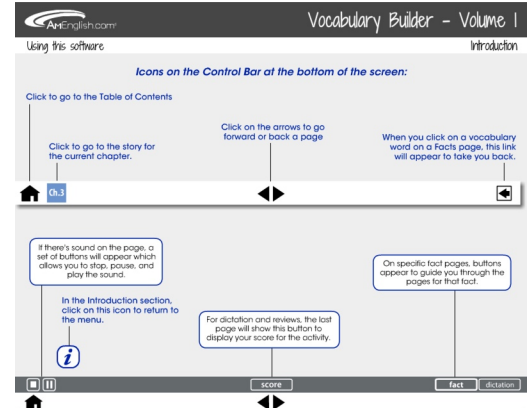 AmEnglish.com
Vocabulary Builder - Volume 1
Using this software
Introduction
Icons on the Control Bar at the bottom of the screen:
Click to go to the Table of Contents
Click to go to the story for
the current chapter.
Click on the arrows to go
forward or back a page
When you click on a vocabulary
word on a Facts page, this link
will appear to take you back.
Ch.3
If there's sound on the page, a
set of buttons will appear which
allows you to stop, pause, and
play the sound.
In the Introduction section,
click on this icon to return to
the menu.
i
For dictation and reviews, the last
page will show this button to
display your score for the activity.
On specific fact pages, buttons
appear to guide you through the
pages for that fact.
score
fact
dictation